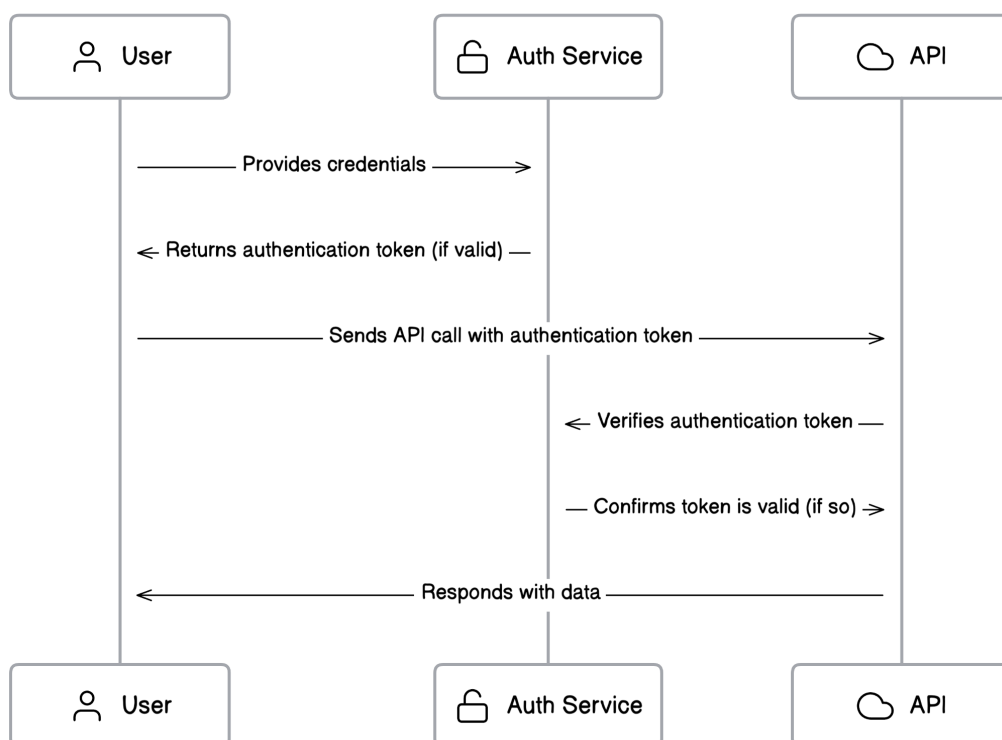 User
Auth Service
API
Provides credentials
Returns authentication token (if valid)
Sends API call with authentication token
Verifies authentication token
Confirms token is valid (if so)
Responds with data
User
Auth Service
API